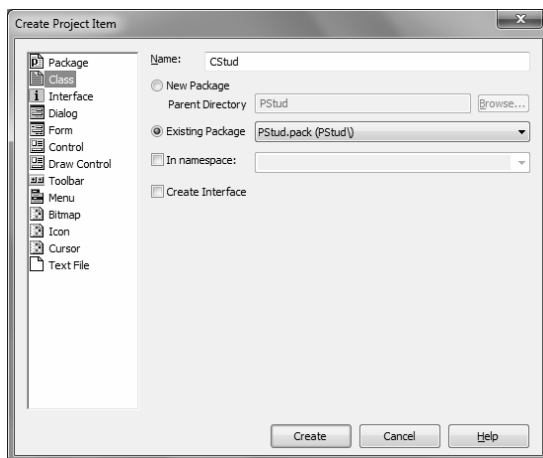 Create Project Item
Package
Class
Interface
Dialog
Form
Control
Draw Control
Toolbar
Menu
Bitmap
Icon
Cursor
Text File
Name: CStud
New Package
Parent Directory PStud Browse...
Existing Package PStud.pack (PStud\)
In namespace:
Create Interface
Create Cancel Help